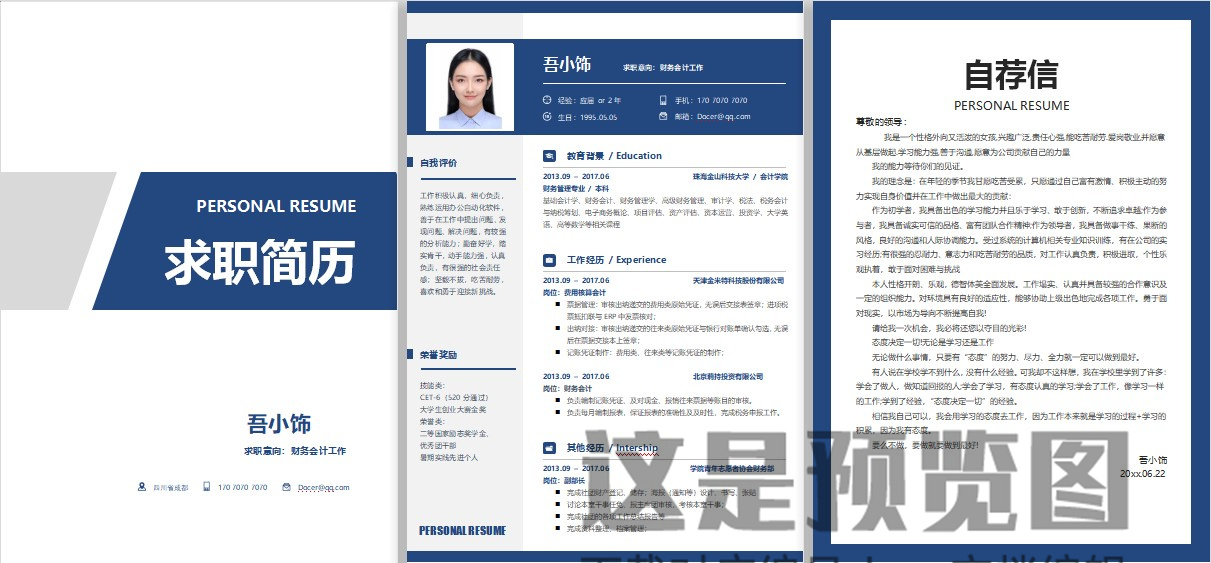 PERSONAL RESUME
求职简历
吾小饰
求职意向：财务会计工作
四川省成都
170 7070 7070
Docer@qq.com
吾小饰
求职意向：财务会计工作
经验：应届 or 2 年
手机：170 7070 7070
生日：1995.05.05
邮箱：Docer@qq.com
自我评价
工作积极认真，细心负责，
熟练运用办公自动化软件，
善于在工作中提出问题、发
现问题、解决问题，有较强
的分析能力；勤奋好学，踏
实肯干，动手能力强，认真
负责，有很强的社会责任
感；坚毅不拔，吃苦耐劳，
喜欢和勇于迎接新挑战。
荣誉奖励
技能类：
CET-6（520 分通过）
大学生创业大赛金奖
荣誉类：
二等国家励志奖学金，
优秀团干部
暑期实践先进个人
PERSONAL RESUME
教育背景 / Education
2013.09 – 2017.06 珠海金山科技大学 / 会计学院
财务管理专业 / 本科
基础会计学、财务会计、财务管理学、高级财务管理、审计学、税法、税务会计
与纳税筹划、电子商务概论、项目评估、资产评估、资本运营、投资学、大学英
语、高等数学等相关课程
工作经历 / Experience
2013.09 – 2016.06 天津金米特科技股份有限公司
岗位：费用核算会计
票据管理：审核出纳递交的费用类原始凭证，无误后交接表签章；进项税
票抵扣联与 ERP 中发票核对；
出纳对接：审核出纳递交的往来类原始凭证与银行对账单确认勾选，无误
后在票据交接本上签章；
记账凭证制作：费用类、往来类等记账凭证的制作；
2013.09 – 2016.06 北京莉持投资有限公司
岗位：财务会计
负责编制记账凭证、及对现金、报销往来票据等账目的审核。
负责每月编制报表，保证报表的准确性及及时性，完成税务申报工作。
其他经历 / Intership
2013.09 – 2017.06 学院青年志愿者协会财务部
岗位：副部长
完成社团财产登记、储存；海报（通知等）设计、书写、张贴
讨论本室干事任免、报主席团审核、考核本室干事；
完成社团的各项工作总结报告等
完成资料整理、档案管理；
自荐信
PERSONAL RESUME
尊敬的领导：
我是一个性格外向又活泼的女孩,兴趣广泛,责任心强,能吃苦耐劳.爱岗敬业,并愿意
从基层做起.学习能力强,善于沟通,愿意为公司贡献自己的力量
我的能力等待你们的见证。
我的理念是：在年轻的季节我甘愿吃苦受累，只愿通过自己富有激情、积极主动的努
力实现自身价值并在工作中做出最大的贡献:
作为初学者，我具备出色的学习能力并且乐于学习、敢于创新，不断追求卓越;作为参
与者，我具备诚实可信的品格、富有团队合作精神;作为领导者，我具备做事干练、果断的
风格，良好的沟通和人际协调能力。受过系统的计算机相关专业知识训练，有在公司的实
习经历;有很强的忍耐力、意志力和吃苦耐劳的品质，对工作认真负责，积极进取，个性乐
观执着，敢于面对困难与挑战
本人性格开朗、乐观，德智体美全面发展。工作塌实、认真并具备较强的合作意识及
一定的组织能力。对环境具有良好的适应性，能够协助上级出色地完成各项工作。勇于面
对现实，以市场为导向不断提高自我!
请给我一次机会，我必将还您以夺目的光彩!
态度决定一切!无论是学习还是工作
无论做什么事情，只要有“态度”的努力、尽力、全力就一定可以做到最好。
有人说在学校学不到什么，没有什么经验。可我却不这样想，我在学校里学到了许多:
学会了做人，做知道回报的人;学会了学习，有态度认真的学习;学会了工作，像学习一样
的工作;学到了经验，“态度决定一切”的经验。
相信我自己可以，我会用学习的态度去工作，因为工作本来就是学习的过程+学习的
积累，因为我有态度。
要么不做，要做就要做到最好!
吾小饰
20xx.06.22
这是预览图